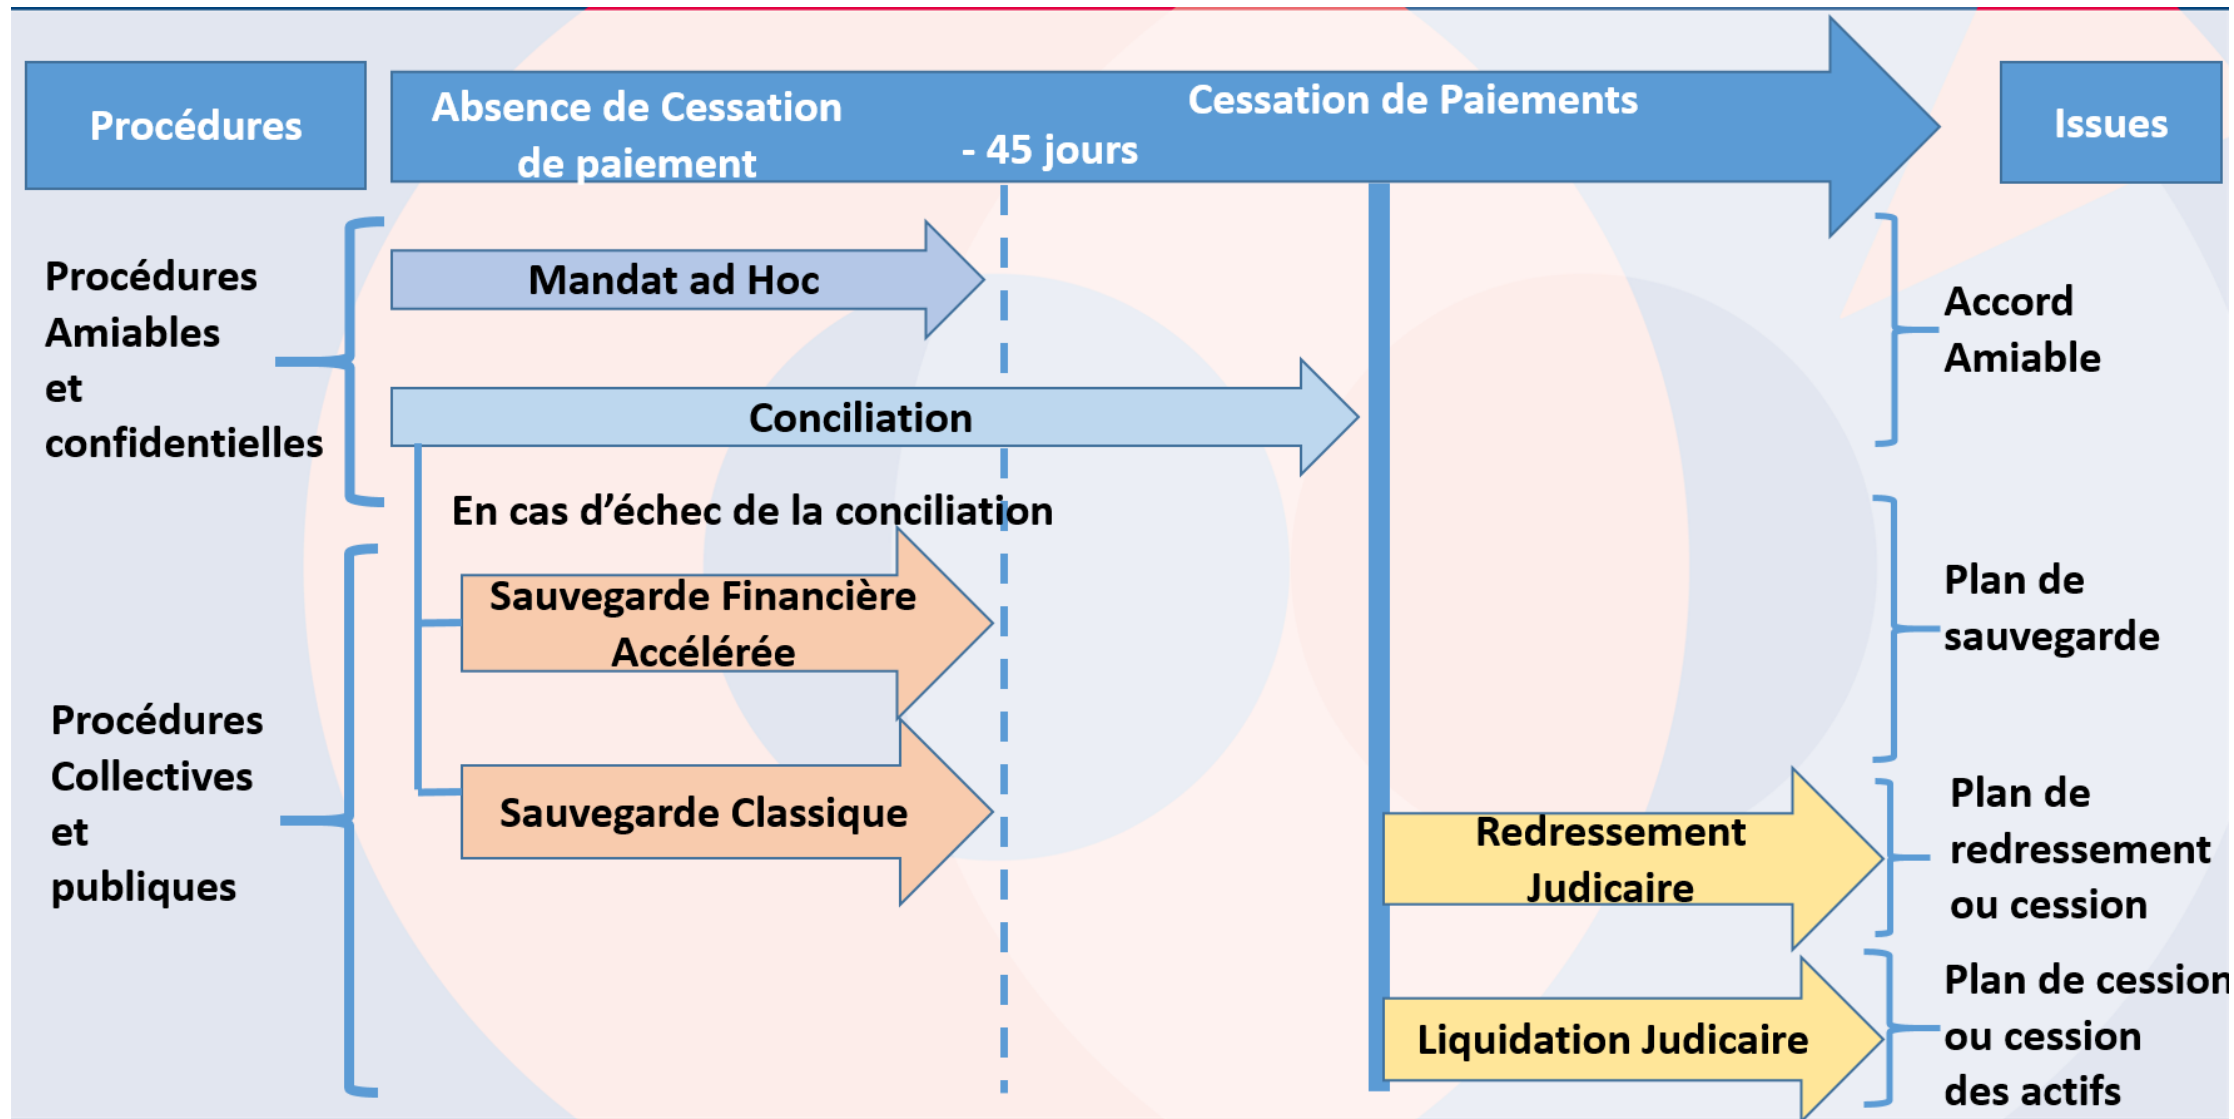 Procédures
Absence de Cessation
de paiement
- 45 jours
Cessation de Paiements
Issues
Procédures
Amiables
et
confidentielles
Mandat ad Hoc
Conciliation
Accord
Amiable
En cas d’échec de la conciliation
Procédures
Collectives
et
publiques
Sauvegarde Financière
Accélérée
Sauvegarde Classique
Plan de
sauvegarde
Redressement
Judicaire
Plan de
redressement
ou cession
Liquidation Judicaire
Plan de cession
ou cession
des actifs